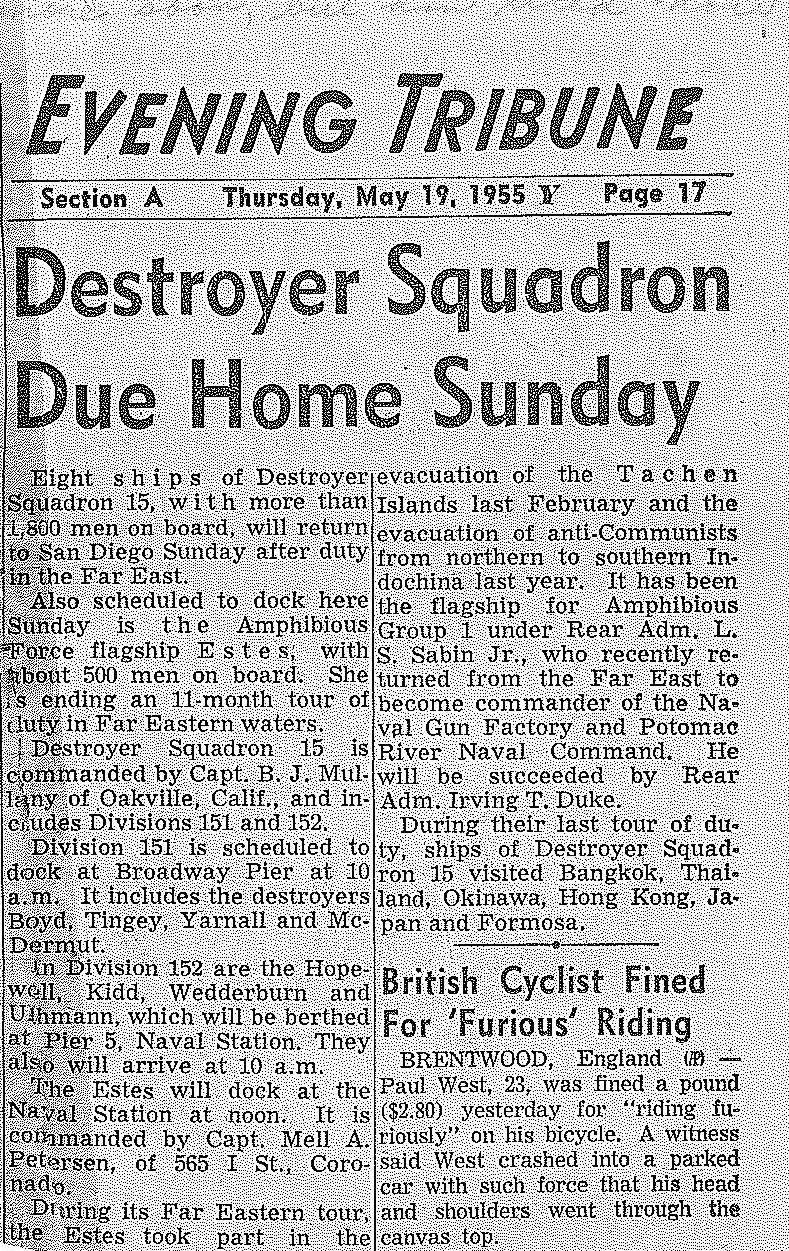 EVENING TRIBUNE
Section A Thursday, May 19, 1955 Page 17
Destroyer Squadron
Due Home Sunday
Eight ships of Destroyer
Squadron 15, with more than
1,800 men on board, will return
to San Diego Sunday after duty
in the Far East.
Also scheduled to dock here
Sunday is the Amphibious
Force flagship Estes, with
about 500 men on board. She
is ending an 11-month tour of
duty in Far Eastern waters.
Destroyer Squadron 15 is
commanded by Capt. B. J. Mul-
lany of Oakville, Calif., and in-
cludes Divisions 151 and 152.
Division 151 is scheduled to
dock at Broadway Pier at 10
a.m. It includes the destroyers
Boyd, Tingey, Yarnall and Mc-
Dermut.
In Division 152 are the Hope-
well, Kidd, Wedderburn and
Uhmann, which will be berthed
at Pier 5, Naval Station. They
also will arrive at 10 a.m.
The Estes will dock at the
Naval Station at noon. It is
commanded by Capt. Mell A.
Petersen, of 565 I St., Coro-
nado.
During its Far Eastern tour,
the Estes took part in the
evacuation of the Tachen
Islands last February and the
evacuation of anti-Communists
from northern to southern In-
dochina last year. It has been
the flagship for Amphibious
Group 1 under Rear Adm. L.
S. Sabin Jr., who recently re-
turned from the Far East to
become commander of the Na-
val Gun Factory and Potomac
River Naval Command. He
will be succeeded by Rear
Adm. Irving T. Duke.
During their last tour of du-
ty, ships of Destroyer Squad-
ron 15 visited Bangkok, Thai-
land, Okinawa, Hong Kong, Ja-
pan and Formosa.
British Cyclist Fined
For 'Furious' Riding
BRENTWOOD, England (AP) —
Paul West, 23, was fined a pound
($2.80) yesterday for "riding fu-
riously" on his bicycle. A witness
said West crashed into a parked
car with such force that his head
and shoulders went through the
canvas top.